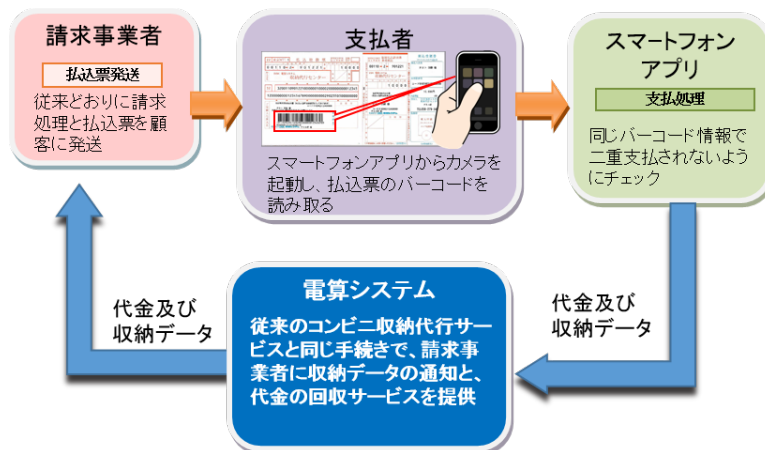 請求事業者
払込票発送
従来どおりに請求
処理と払込票を顧
客に発送
支払者
スマートフォンアプリからカメラを
起動し、払込票のバーコードを
読み取る
スマートフォン
アプリ
支払処理
同じバーコード情報で
二重支払されないよう
にチェック
代金及び
収納データ
電算システム
従来のコンビニ収納代行サー
ビスと同じ手続きで、請求事
業者に収納データの通知と、
代金の回収サービスを提供
代金及び
収納データ